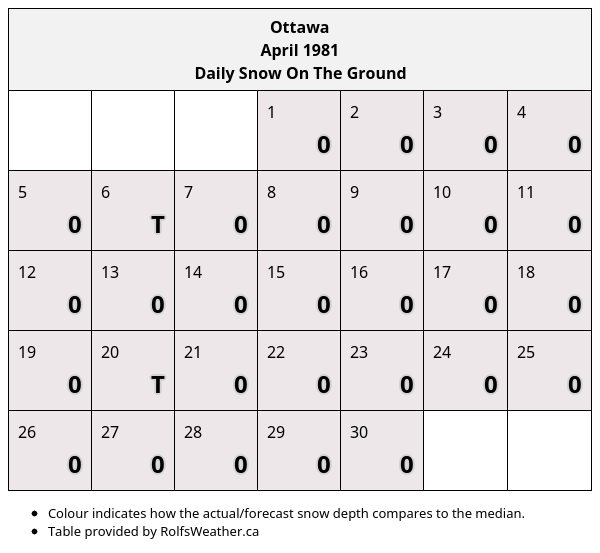 Ottawa
April 1981
Daily Snow On The Ground
1 2 3 4
0 0 0 0
5 6 7 8 9 10 11
0 T 0 0 0 0 0
12 13 14 15 16 17 18
0 0 0 0 0 0 0
19 20 21 22 23 24 25
0 T 0 0 0 0 0
26 27 28 29 30
0 0 0 0 0
• Colour indicates how the actual/forecast snow depth compares to the median.
• Table provided by RolfsWeather.ca